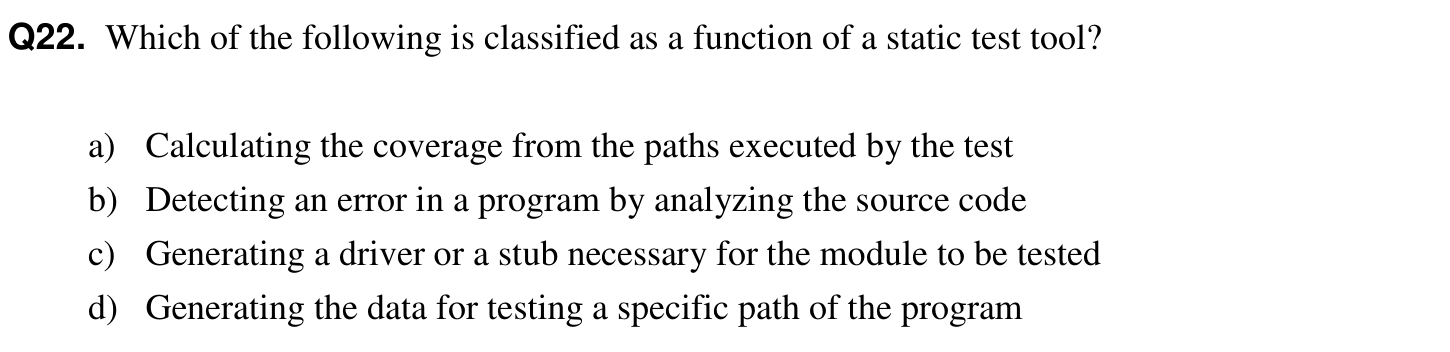 Q22. Which of the following is classified as a function of a static test tool?
a) Calculating the coverage from the paths executed by the test
b) Detecting an error in a program by analyzing the source code
c) Generating a driver or a stub necessary for the module to be tested
d) Generating the data for testing a specific path of the program